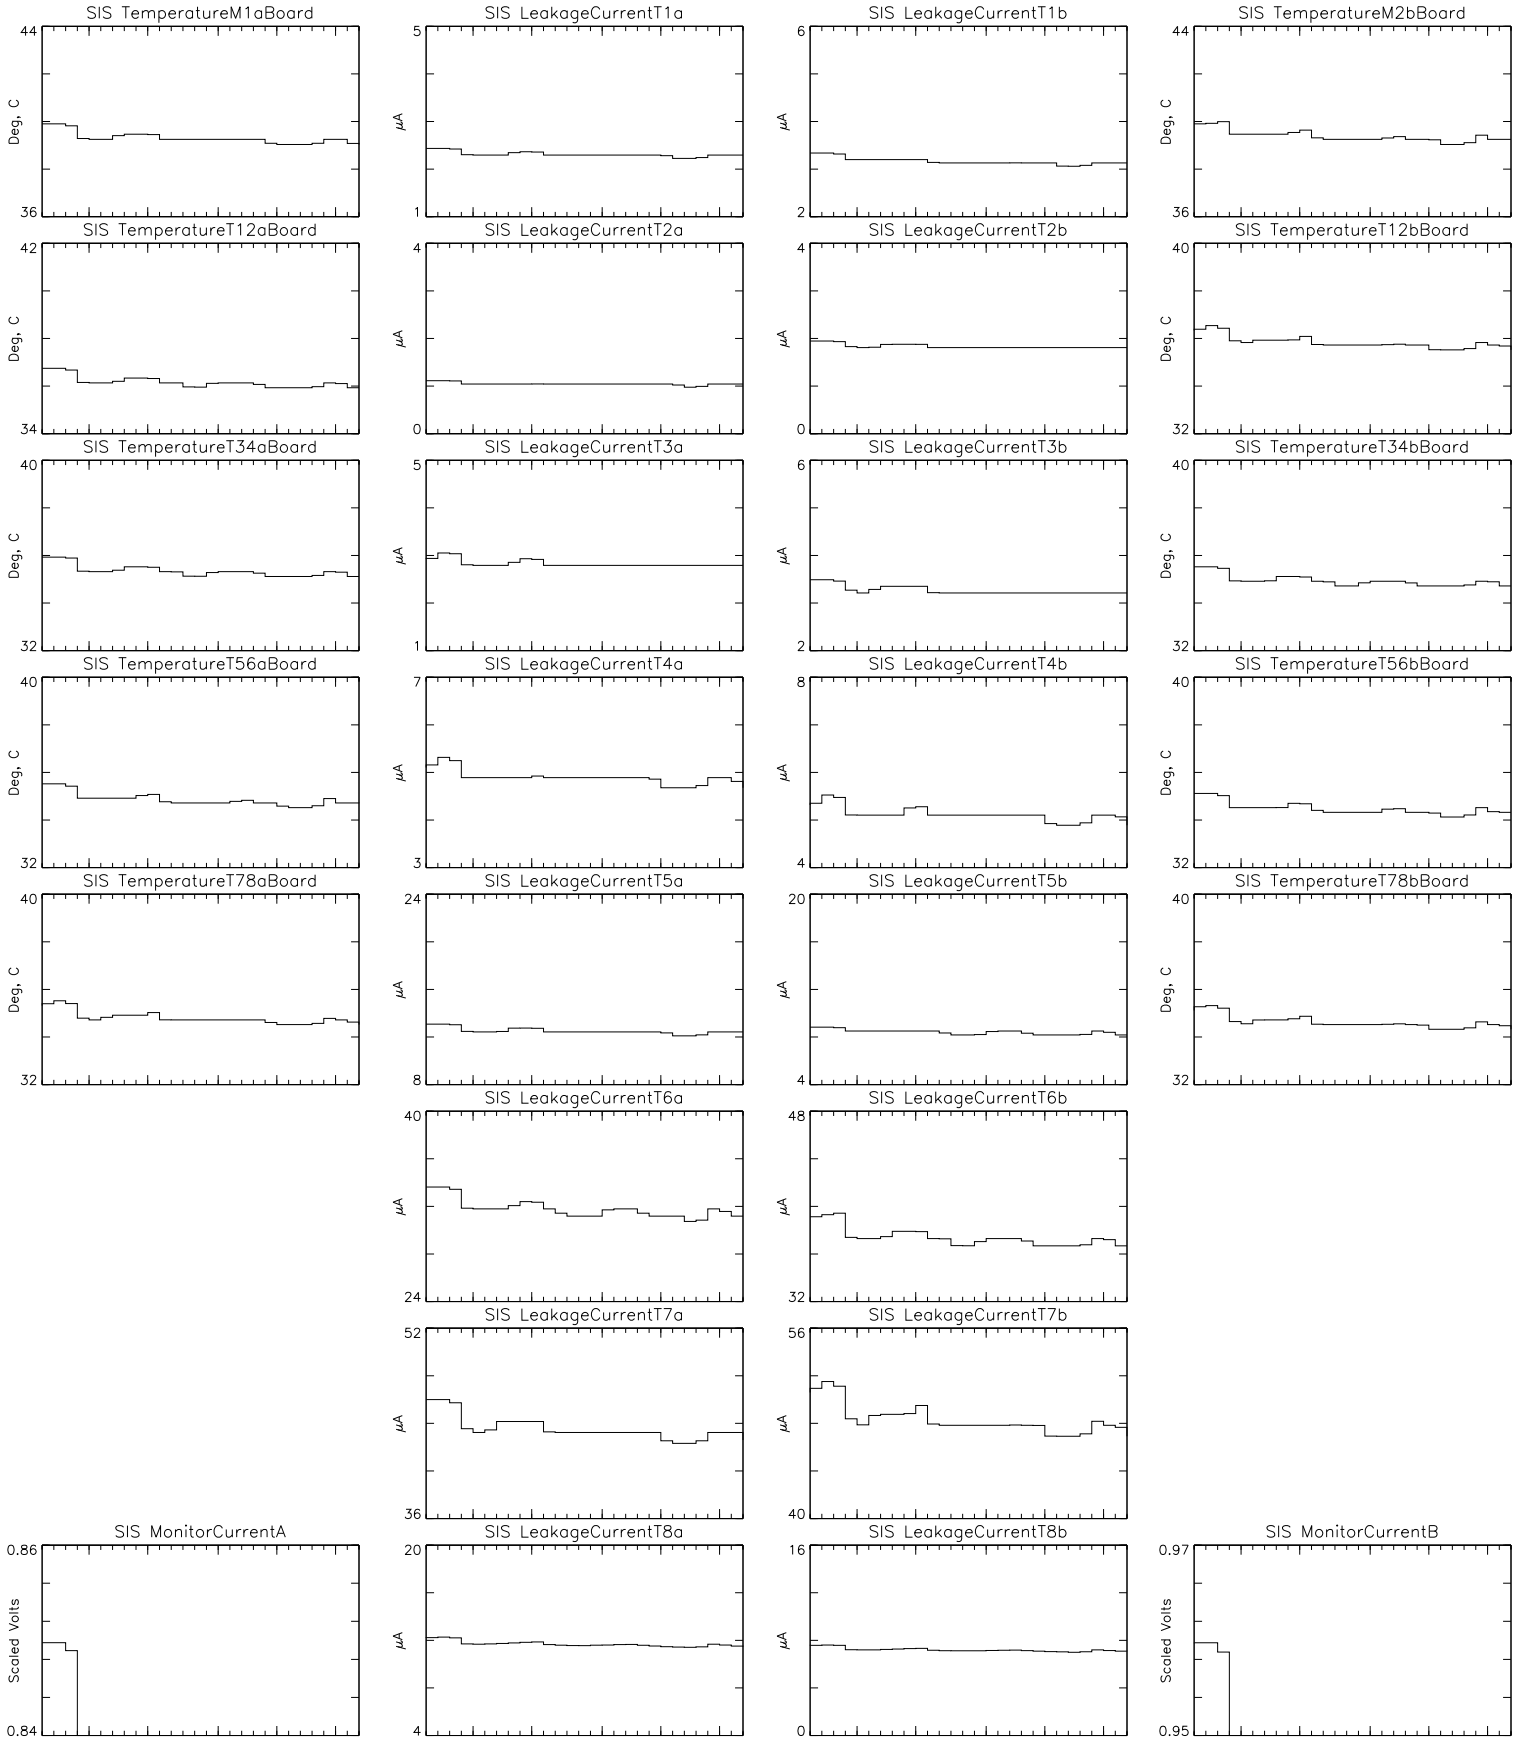 SIS TemperatureM1aBoard
44
Deg, C
36
SIS LeakageCurrentT1a
5
μA
1
SIS LeakageCurrentT1b
6
μA
2
SIS TemperatureM2bBoard
44
Deg, C
36
SIS TemperatureT12aBoard
42
Deg, C
34
SIS LeakageCurrentT2a
4
μA
0
SIS LeakageCurrentT2b
4
μA
0
SIS TemperatureT12bBoard
40
Deg, C
32
SIS TemperatureT34aBoard
40
Deg, C
32
SIS LeakageCurrentT3a
5
μA
1
SIS LeakageCurrentT3b
6
μA
2
SIS TemperatureT34bBoard
40
Deg, C
32
SIS TemperatureT56aBoard
40
Deg, C
32
SIS LeakageCurrentT4a
7
μA
3
SIS LeakageCurrentT4b
8
μA
4
SIS TemperatureT56bBoard
40
Deg, C
32
SIS TemperatureT78aBoard
40
Deg, C
32
SIS LeakageCurrentT5a
24
μA
8
SIS LeakageCurrentT5b
20
μA
4
SIS TemperatureT78bBoard
40
Deg, C
32
SIS LeakageCurrentT6a
40
μA
24
SIS LeakageCurrentT6b
48
μA
32
SIS LeakageCurrentT7a
52
μA
36
SIS LeakageCurrentT7b
56
μA
40
SIS MonitorCurrentA
0.86
Scaled Volts
0.84
SIS LeakageCurrentT8a
20
μA
4
SIS LeakageCurrentT8b
16
μA
0
SIS MonitorCurrentB
0.97
Scaled Volts
0.95